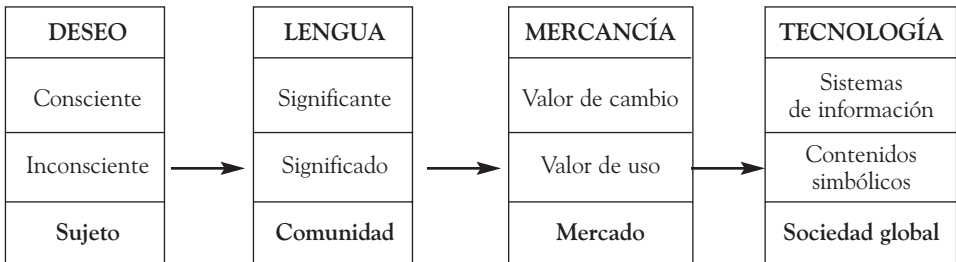 DESEO
Consciente
Inconsciente
Sujeto
LENGUA
Significante
Significado
Comunidad
MERCANCÍA
Valor de cambio
Valor de uso
Mercado
TECNOLOGÍA
Sistemas
de información
Contenidos
simbólicos
Sociedad global